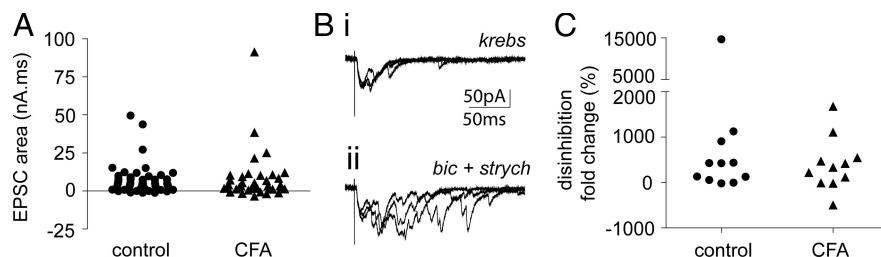 A
EPSC area (nA.ms)
100
75
50
25
0
-25
control CFA
B i
krebs
50pA
50ms
ii
bic + strych
C
disinhibition
fold change (%)
15000
5000
2000
1000
0
-1000
control CFA